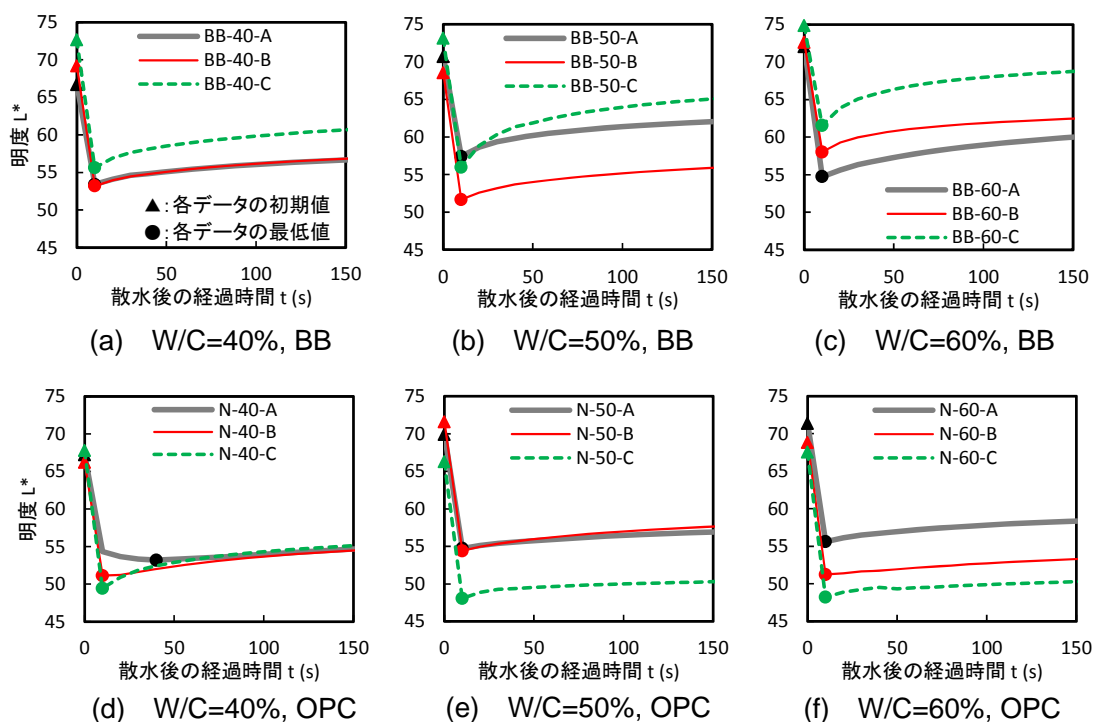 75
70
65
60
55
50
45
明度 L*
BB-40-A
BB-40-B
BB-40-C
▲:各データの初期値
●:各データの最低値
0 50 100 150
散水後の経過時間 t (s)
(a) W/C=40%, BB
75
70
65
60
55
50
45
BB-50-A
BB-50-B
BB-50-C
0 50 100 150
散水後の経過時間 t (s)
(b) W/C=50%, BB
75
70
65
60
55
50
45
BB-60-A
BB-60-B
BB-60-C
0 50 100 150
散水後の経過時間 t (s)
(c) W/C=60%, BB
75
70
65
60
55
50
45
明度 L*
N-40-A
N-40-B
N-40-C
0 50 100 150
散水後の経過時間 t (s)
(d) W/C=40%, OPC
75
70
65
60
55
50
45
N-50-A
N-50-B
N-50-C
0 50 100 150
散水後の経過時間 t (s)
(e) W/C=50%, OPC
75
70
65
60
55
50
45
N-60-A
N-60-B
N-60-C
0 50 100 150
散水後の経過時間 t (s)
(f) W/C=60%, OPC